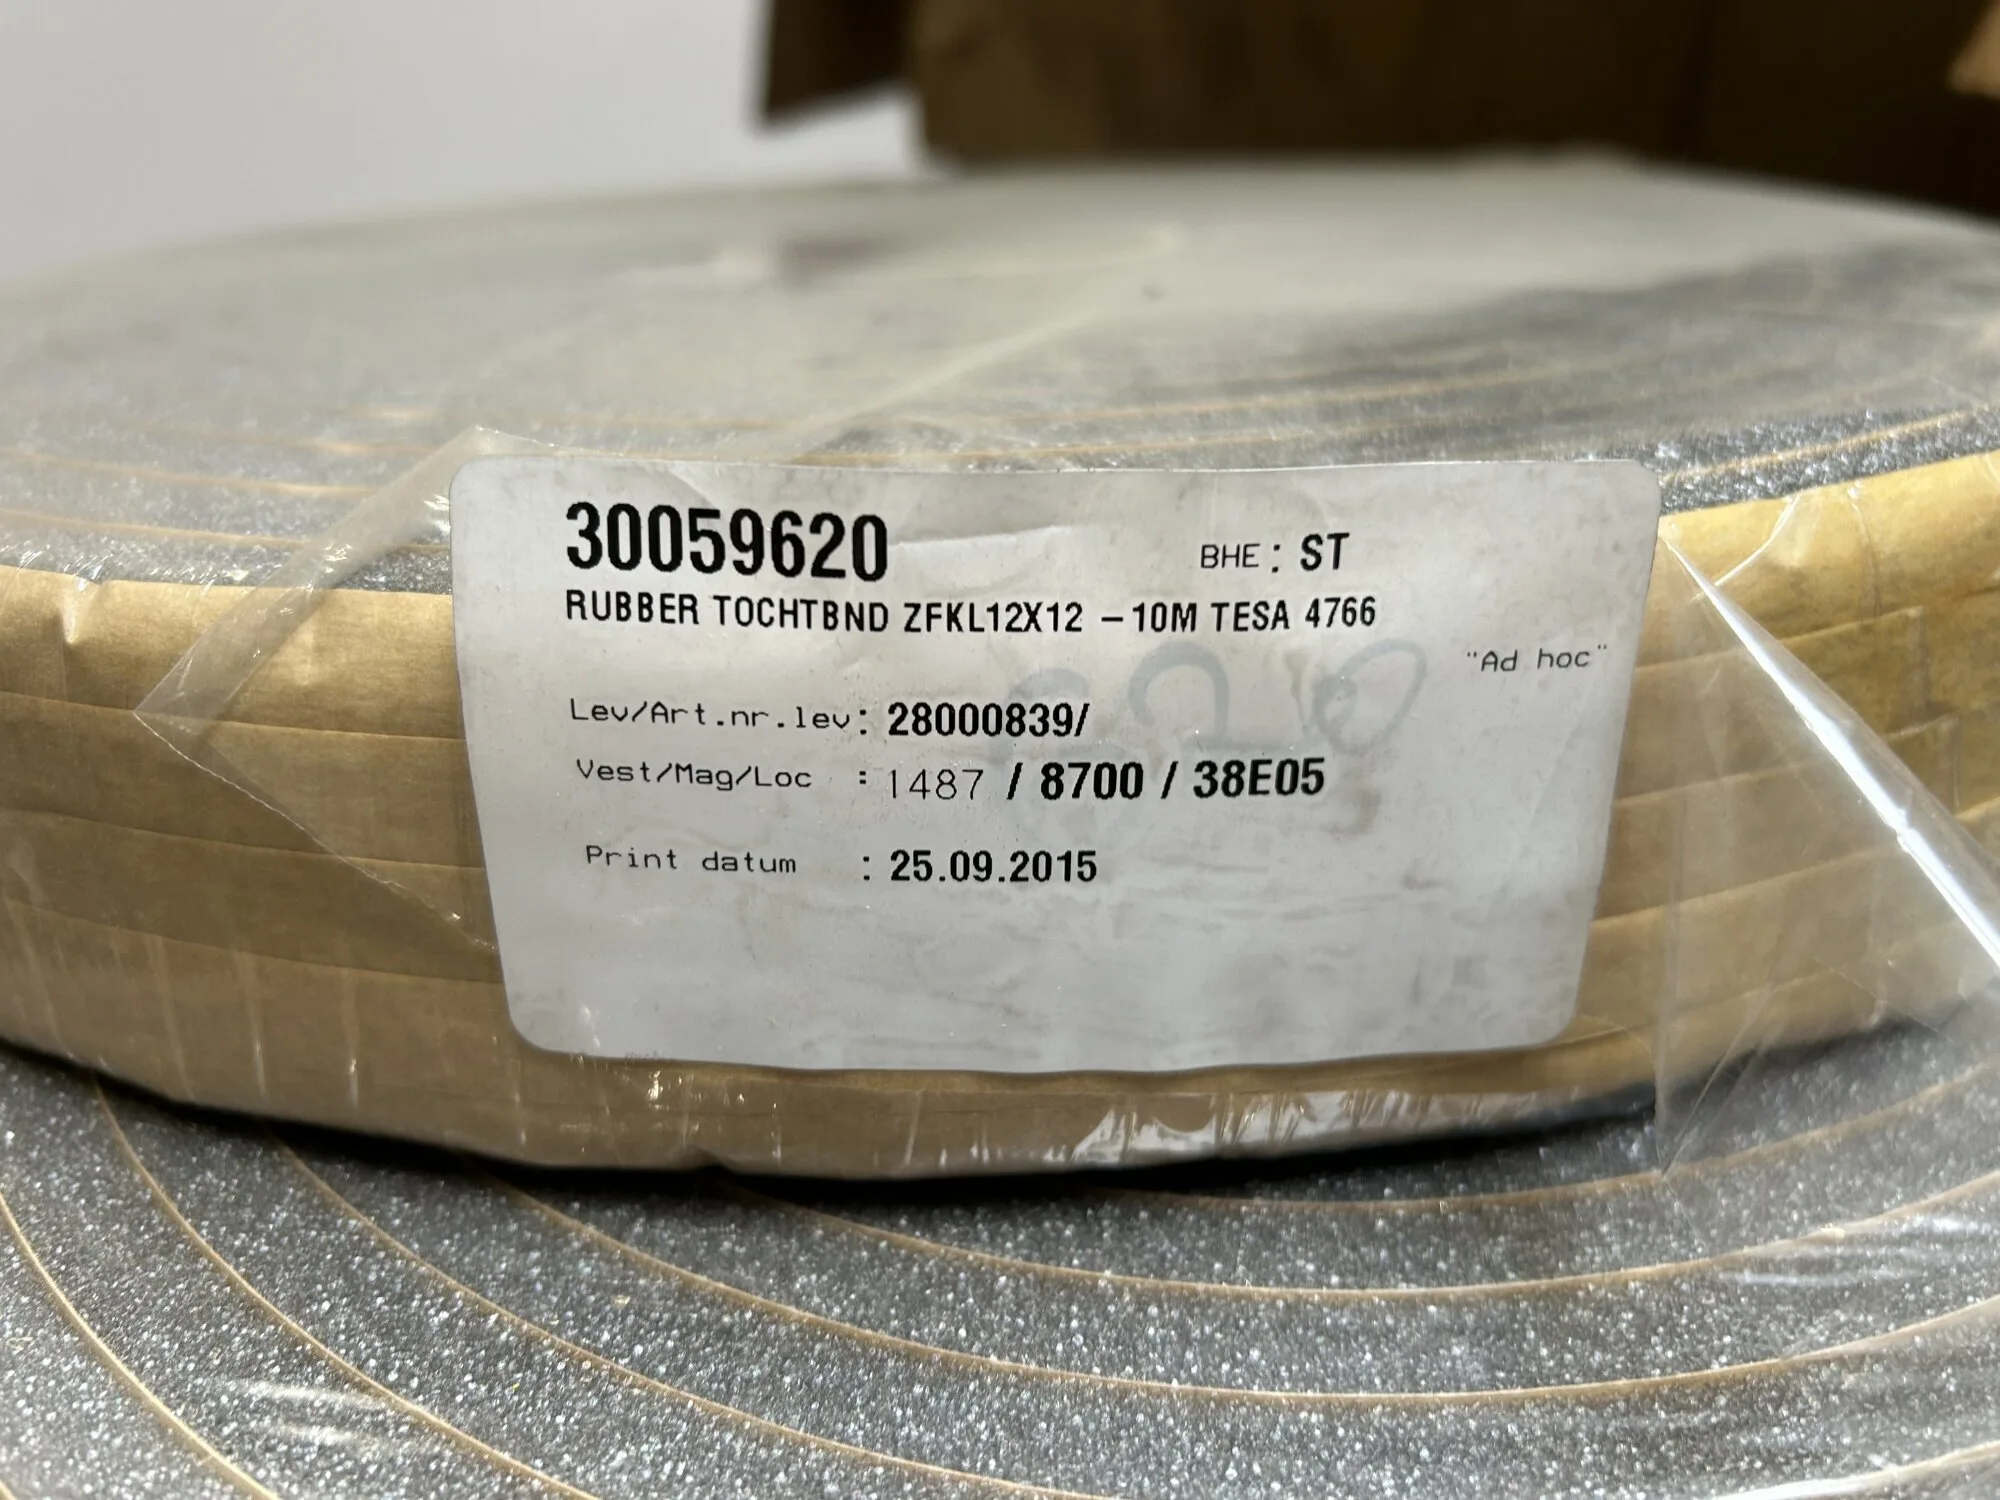 30059620 BHE : ST
RUBBER TOCHTBND ZFKL12X12 -10M TESA 4766
"Ad hoc"
Lev/Art.nr.lev: 28000839/
Vest/Mag/Loc : 1487 / 8700 / 38E05
Print datum : 25.09.2015